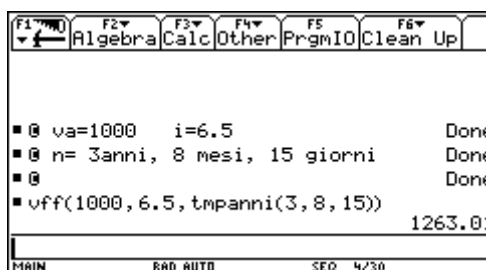 F1 F2 F3 F4 F5 F6
Algebra Calc Other PrgmIO Clean Up
@ va=1000 i=6.5 Done
@ n= 3anni, 8 mesi, 15 giorni Done
@ Done
vff(1000,6.5,tmpanni(3,8,15))
1263.01
MAIN RAD AUTO SEQ 4/30